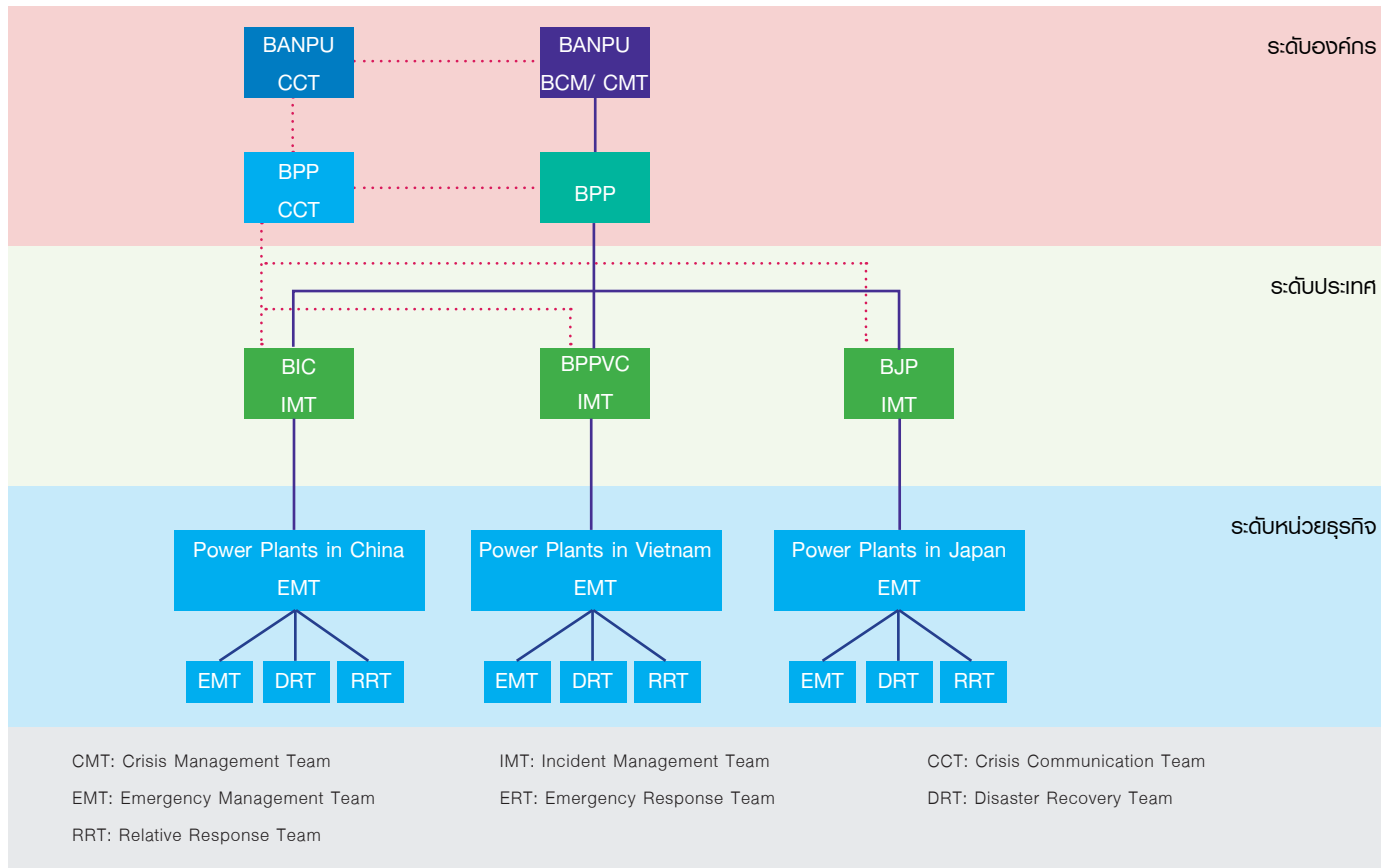 ระดับองค์กร
BANPU
CCT
BANPU
BCM/ CMT
BPP
CCT
BPP
ระดับประเทศ
BIC
IMT
BPPVC
IMT
BJP
IMT
ระดับหน่วยธุรกิจ
Power Plants in China
EMT
Power Plants in Vietnam
EMT
Power Plants in Japan
EMT
EMT DRT RRT
EMT DRT RRT
EMT DRT RRT
CMT: Crisis Management Team
IMT: Incident Management Team
CCT: Crisis Communication Team
EMT: Emergency Management Team
ERT: Emergency Response Team
DRT: Disaster Recovery Team
RRT: Relative Response Team